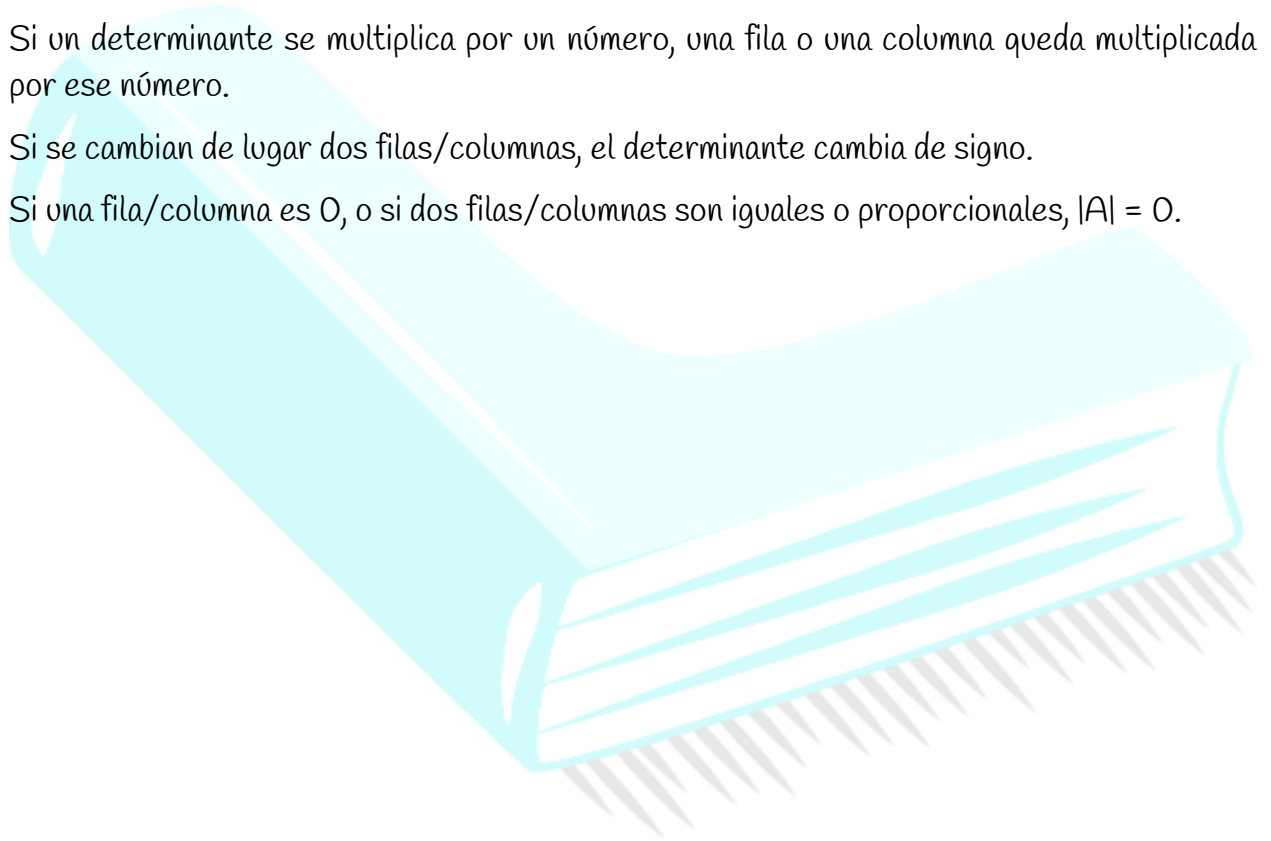 Si un determinante se multiplica por un número, una fila o una columna queda multiplicada
por ese número.
Si se cambian de lugar dos filas/columnas, el determinante cambia de signo.
Si una fila/columna es 0, o si dos filas/columnas son iguales o proporcionales, |A| = 0.